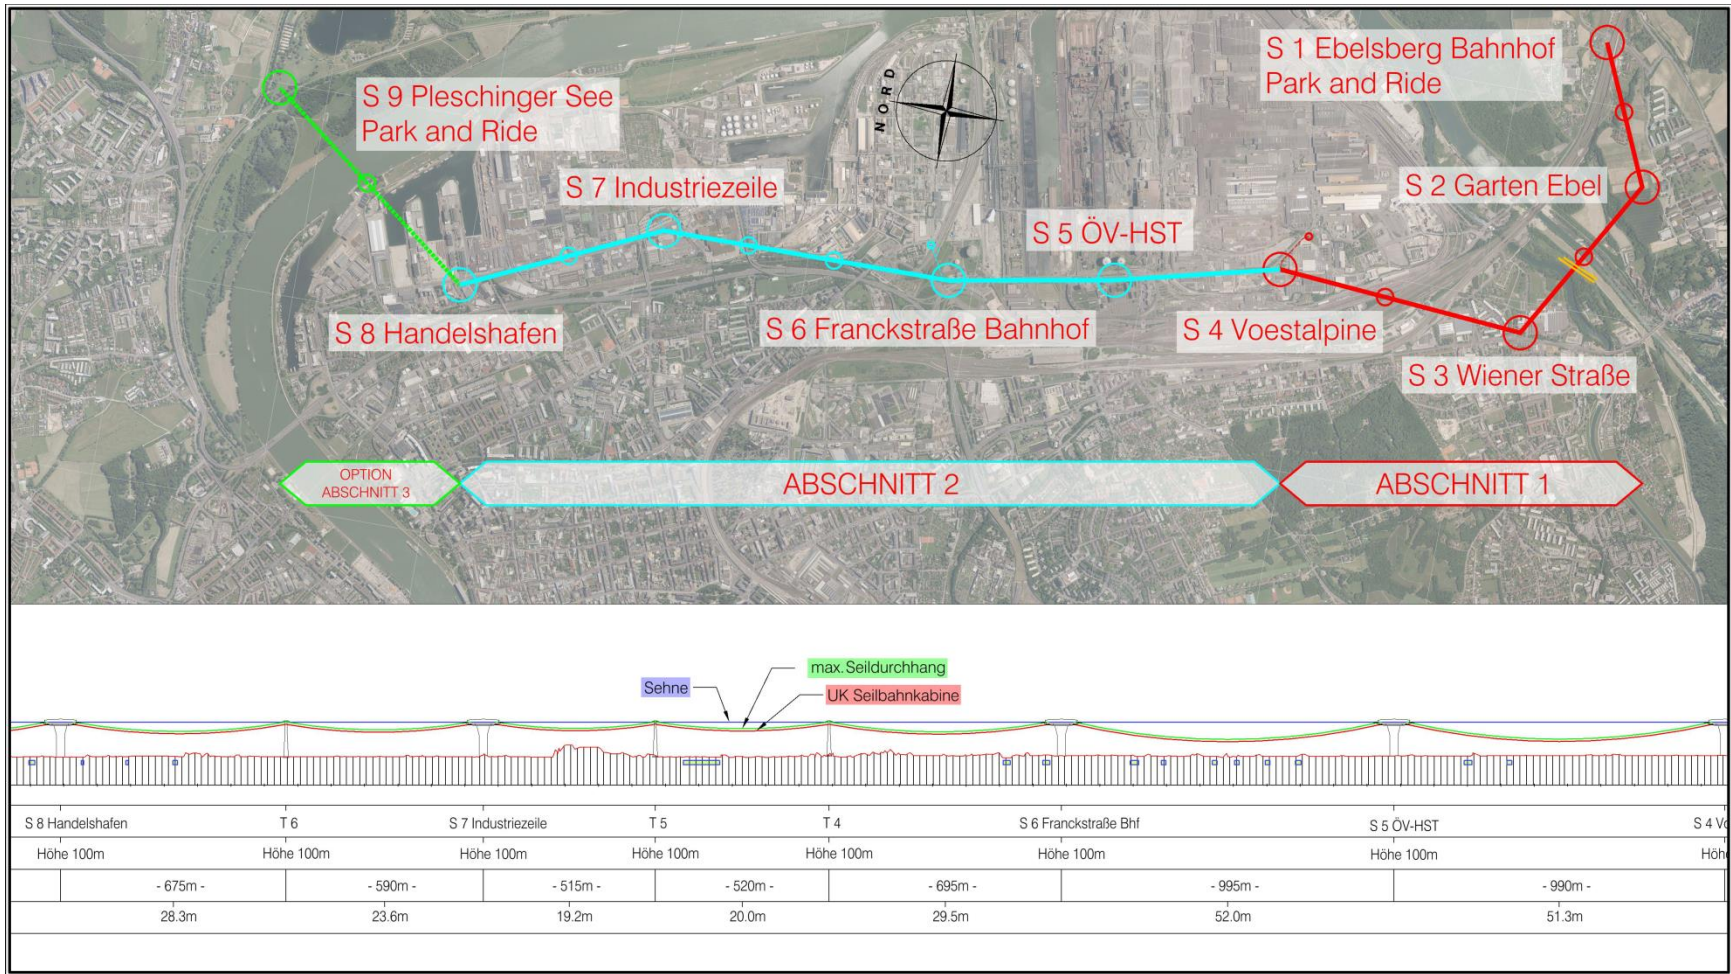 S 1 Ebelsberg Bahnhof
Park and Ride
S 9 Pleschinger See
Park and Ride
NORD
S 7 Industriezeile
S 2 Garten Ebel
S 5 ÖV-HST
S 8 Handelshafen
S 6 Franckstraße Bahnhof
S 4 Voestalpine
S 3 Wiener Straße
OPTION
ABSCHNITT 3
ABSCHNITT 2
ABSCHNITT 1
max. Seildurchhang
Sehne
UK Seilbahnkabine
S 8 Handelshafen T 6 S 7 Industriezeile T 5 T 4 S 6 Franckstraße Bhf S 5 ÖV-HST S 4 Vo
Höhe 100m Höhe 100m Höhe 100m Höhe 100m Höhe 100m Höhe 100m Höhe 100m Höh
- 675m - - 590m - - 515m - - 520m - - 695m - - 995m - - 990m -
28.3m 23.6m 19.2m 20.0m 29.5m 52.0m 51.3m